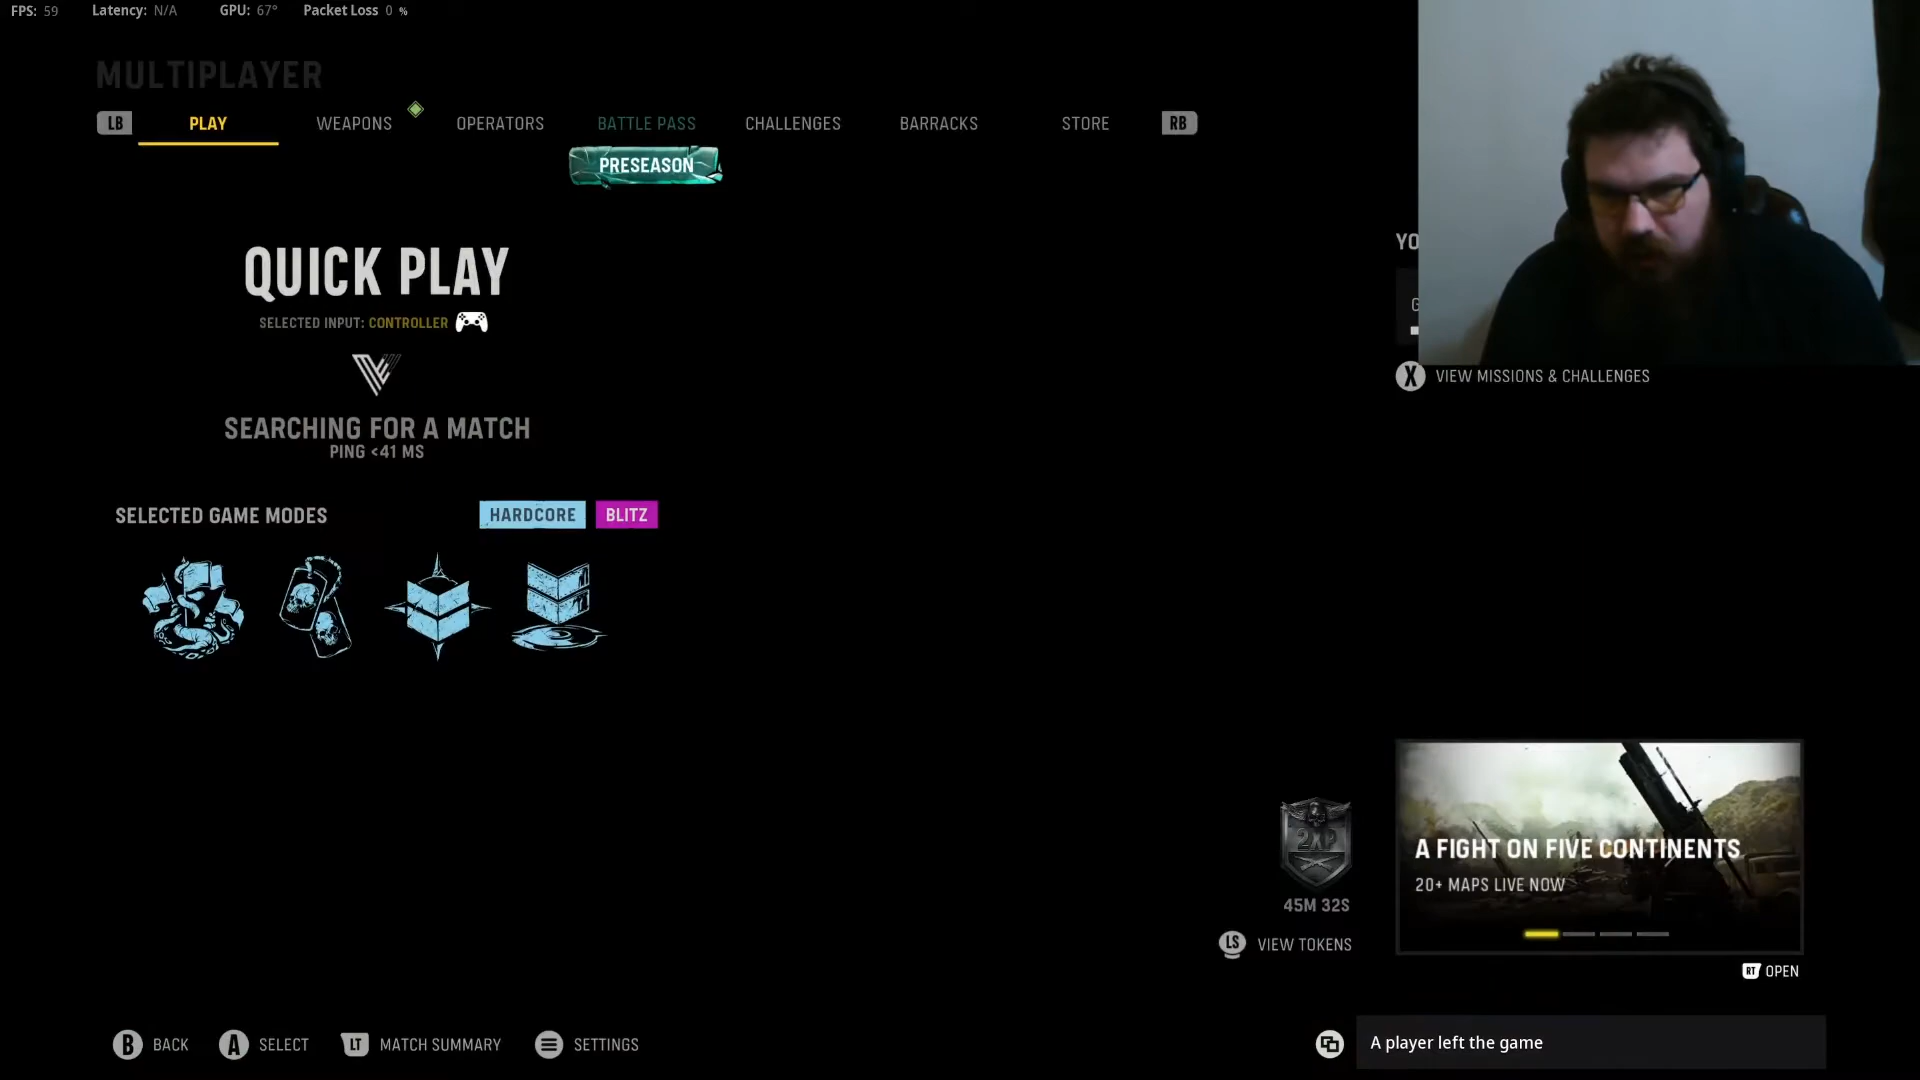 FPS: 59 Latency: N/A GPU: 67° Packet Loss 0 %
MULTIPLAYER
LB PLAY WEAPONS OPERATORS BATTLE PASS CHALLENGES BARRACKS STORE RB
PRESEASON
QUICK PLAY
SELECTED INPUT: CONTROLLER
SEARCHING FOR A MATCH
PING <41 MS
SELECTED GAME MODES HARDCORE BLITZ
YO
G
X VIEW MISSIONS & CHALLENGES
2XP
45M 32S
LS VIEW TOKENS
A FIGHT ON FIVE CONTINENTS
20+ MAPS LIVE NOW
RT OPEN
B BACK A SELECT LT MATCH SUMMARY SETTINGS
A player left the game